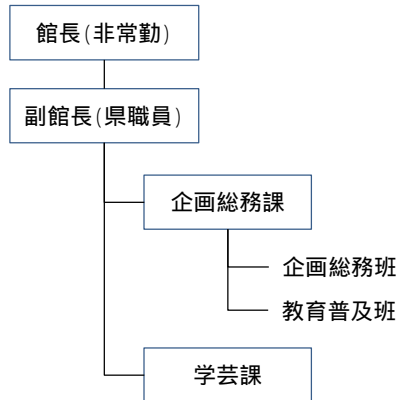 館長(非常勤)
副館長(県職員)
企画総務課
企画総務班
教育普及班
学芸課